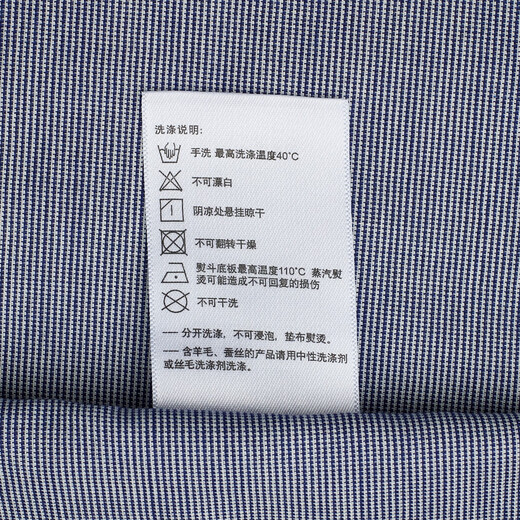 洗涤说明:
手洗 最高洗涤温度40°C
不可漂白
阴凉处悬挂晾干
不可翻转干燥
熨斗底板最高温度110°C 蒸汽熨
烫可能造成不可回复的损伤
不可干洗
---- 分开洗涤, 不可浸泡, 垫布熨烫。
---- 含羊毛、蚕丝的产品请用中性洗涤剂
或丝毛洗涤剂洗涤。